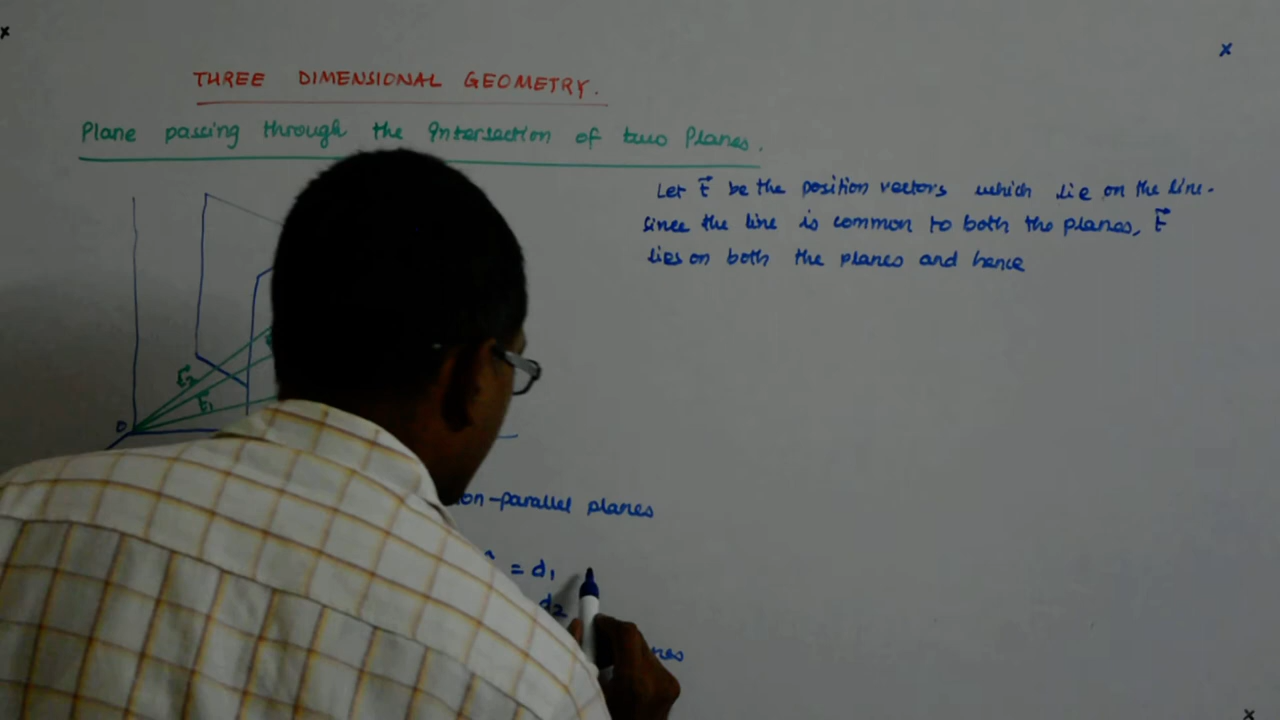 THREE DIMENSIONAL GEOMETRY.
Plane passing through the Intersection of two Planes.
Let t⃗ be the position vectors which lie on the line.
since the line is common to both the planes, t⃗
lies on both the planes and hence
O
-parallel planes
= d₁
d₂